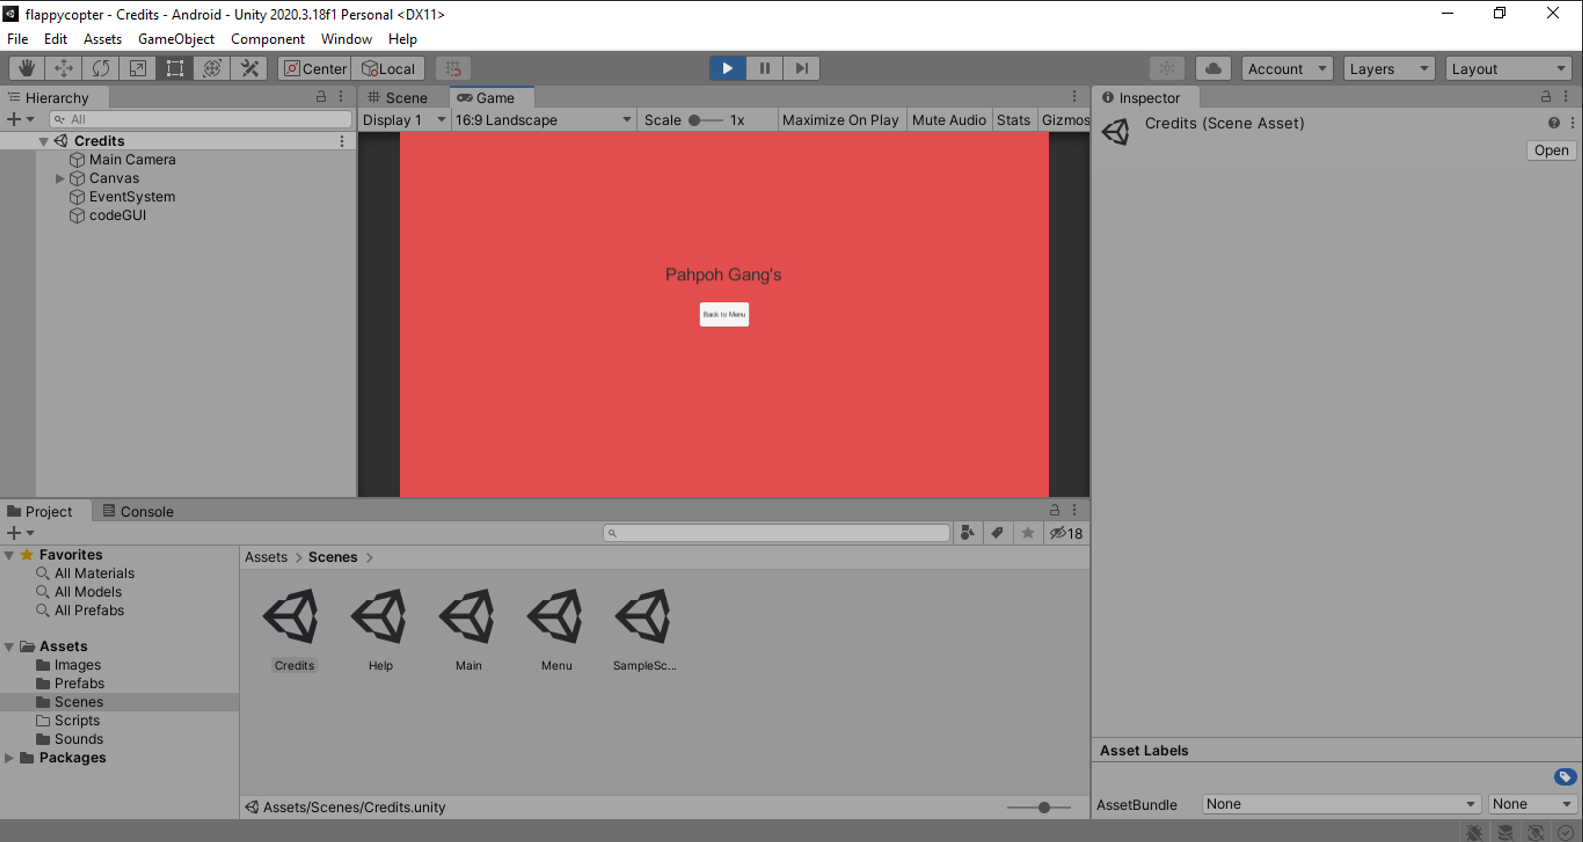 flappycopter - Credits - Android - Unity 2020.3.18f1 Personal <DX11>
File Edit Assets GameObject Component Window Help
Center Local Account Layers Layout
Hierarchy
All
Credits
Main Camera
Canvas
EventSystem
codeGUI
Scene Game
Display 1 16:9 Landscape Scale 1x Maximize On Play Mute Audio Stats Gizmos
Pahpoh Gang's
Back to Menu
Inspector
Credits (Scene Asset)
Open
Project Console
18
Favorites
All Materials
All Models
All Prefabs
Assets
Images
Prefabs
Scenes
Scripts
Sounds
Packages
Assets > Scenes >
Credits Help Main Menu SampleSc...
Assets/Scenes/Credits.unity
Asset Labels
AssetBundle None None